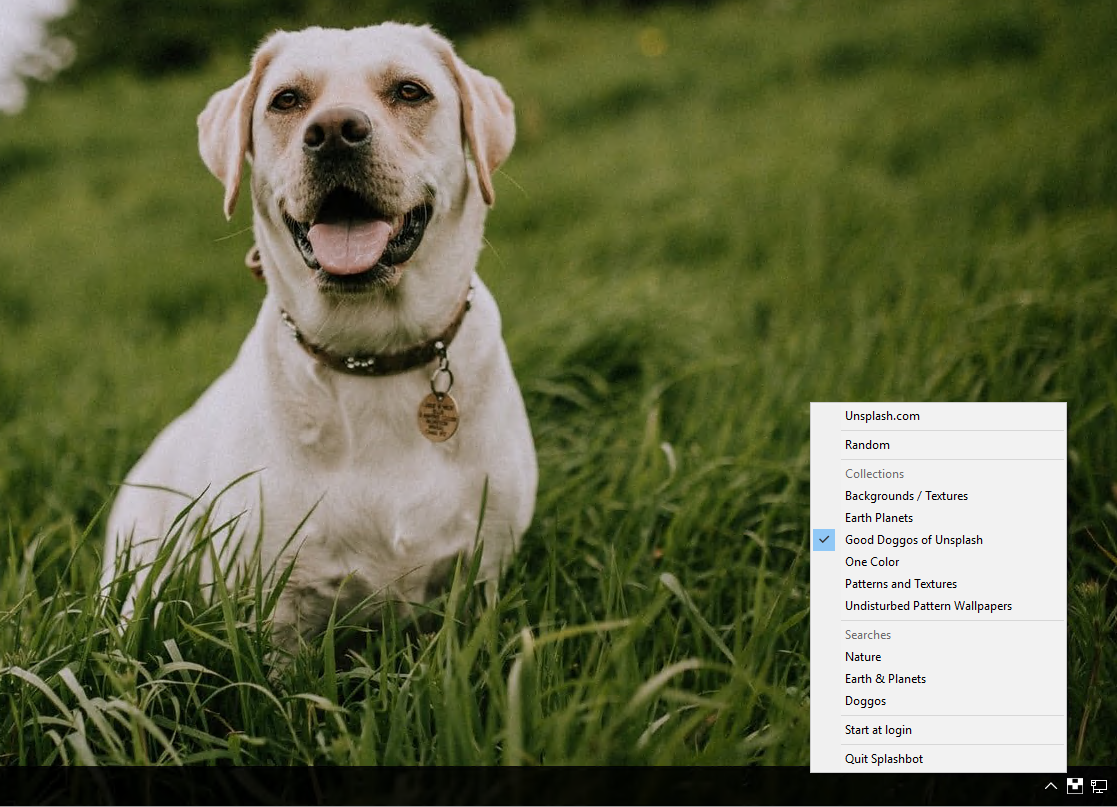 Unsplash.com
Random
Collections
Backgrounds / Textures
Earth Planets
Good Doggos of Unsplash
One Color
Patterns and Textures
Undisturbed Pattern Wallpapers
Searches
Nature
Earth & Planets
Doggos
Start at login
Quit Splashbot